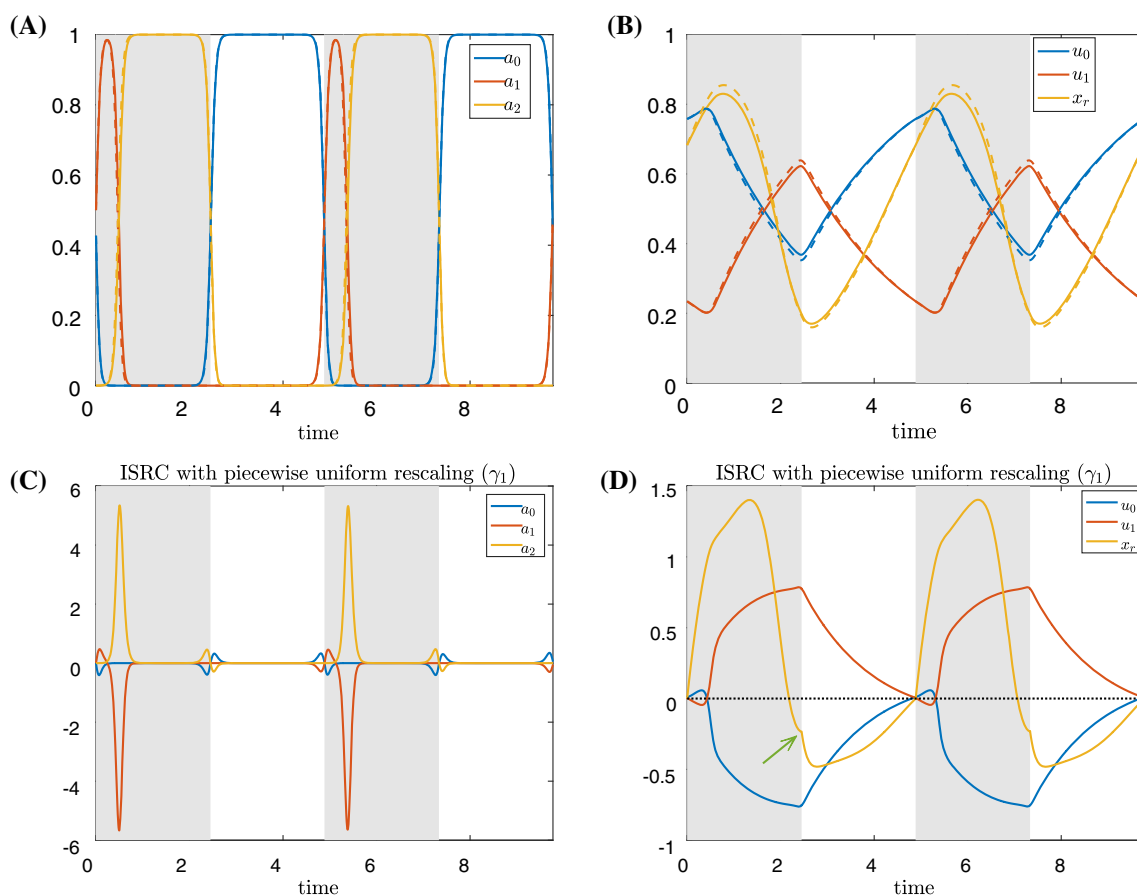 (A)
1
0.8
0.6
0.4
0.2
0
0 2 4 6 8
time
a₀
a₁
a₂
(B)
1
0.8
0.6
0.4
0.2
0
0 2 4 6 8
time
u₀
u₁
xᵣ
(C)
ISRC with piecewise uniform rescaling (γ₁)
6
4
2
0
-2
-4
-6
0 2 4 6 8
time
a₀
a₁
a₂
(D)
ISRC with piecewise uniform rescaling (γ₁)
1.5
1
0.5
0
-0.5
-1
0 2 4 6 8
time
u₀
u₁
xᵣ